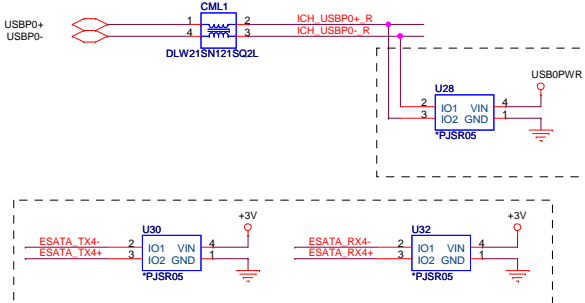 CML1
USBP0+ 1 2 ICH_USBP0+_R
USBP0- 4 3 ICH_USBP0-_R
DLW21SN121SQ2L
USB0PWR
U28
2 IO1 VIN 4
3 IO2 GND 1
*PJSR05
+3V +3V
U30 U32
ESATA_TX4- 2 IO1 VIN 4 ESATA_RX4- 2 IO1 VIN 4
ESATA_TX4+ 3 IO2 GND 1 ESATA_RX4+ 3 IO2 GND 1
*PJSR05 *PJSR05